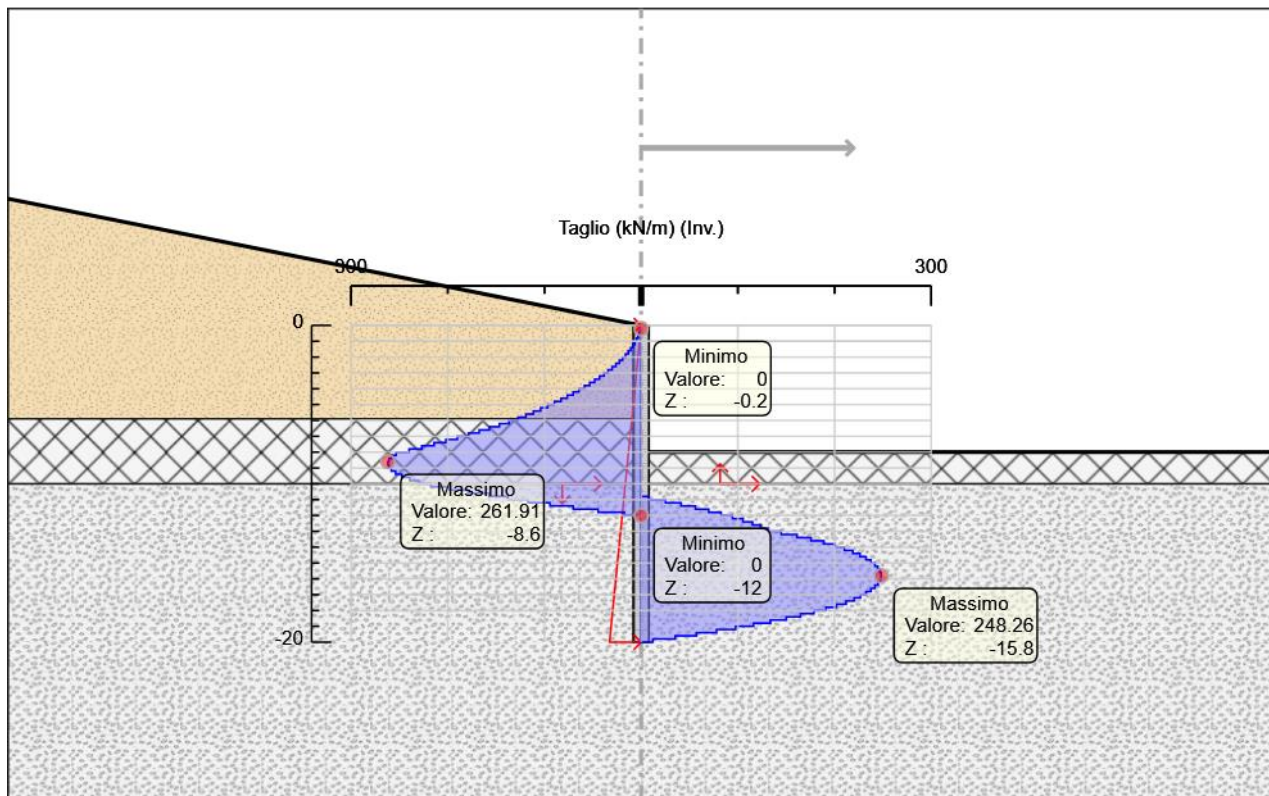 Taglio (kN/m) (Inv.)
300
300
0
Minimo
Valore: 0
Z : -0.2
Massimo
Valore: 261.91
Z : -8.6
Minimo
Valore: 0
Z : -12
Massimo
Valore: 248.26
Z : -15.8
-20